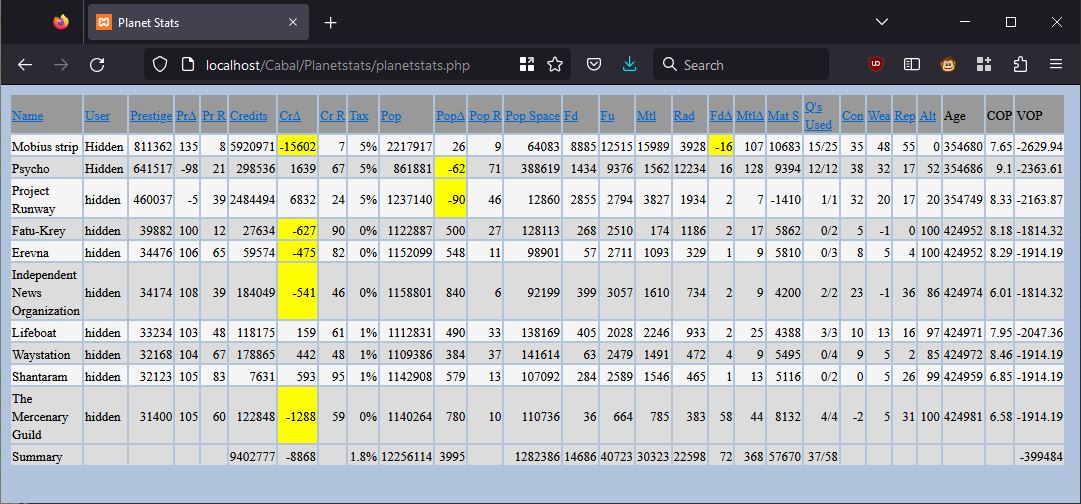 Planet Stats
localhost/Cabal/Planetstats/planetstats.php
Search
Name User Prestige PrΔ Pr R Credits CrΔ Cr R Tax Pop PopΔ Pop R Pop Space Fd Fu Mtl Rad FdΔ MtlΔ Mat S Q's Used Con Wea Rep Alt Age COP VOP
Mobius strip Hidden 811362 135 8 5920971 -15602 7 5% 2217917 26 9 64083 8885 12515 15989 3928 -16 107 10683 15/25 35 48 55 0 354680 7.65 -2629.94
Psycho Hidden 641517 -98 21 298536 1639 67 5% 861881 -62 71 388619 1434 9376 1562 12234 16 128 9394 12/12 38 32 17 52 354686 9.1 -2363.61
Project Runway hidden 460037 -5 39 2484494 6832 24 5% 1237140 -90 46 12860 2855 2794 3827 1934 2 7 -1410 1/1 32 20 17 20 354749 8.33 -2163.87
Fatu-Krey hidden 39882 100 12 27634 -627 90 0% 1122887 500 27 128113 268 2510 174 1186 2 17 5862 0/2 5 -1 0 100 424952 8.18 -1814.32
Erevna hidden 34476 106 65 59574 -475 82 0% 1152099 548 11 98901 57 2711 1093 329 1 9 5810 0/3 8 5 4 100 424952 8.29 -1914.19
Independent News Organization hidden 34174 108 39 184049 -541 46 0% 1158801 840 6 92199 399 3057 1610 734 2 9 4200 2/2 23 -1 36 86 424974 6.01 -1814.32
Lifeboat hidden 33234 103 48 118175 159 61 1% 1112831 490 33 138169 405 2028 2246 933 2 25 4388 3/3 10 13 16 97 424971 7.95 -2047.36
Waystation hidden 32168 104 67 178865 442 48 1% 1109386 384 37 141614 63 2479 1491 472 4 9 5495 0/4 9 5 2 85 424972 8.46 -1914.19
Shantaram hidden 32123 105 83 7631 593 95 1% 1142908 579 13 107092 284 2589 1546 465 1 13 5116 0/2 0 5 26 99 424959 6.85 -1914.19
The Mercenary Guild hidden 31400 105 60 122848 -1288 59 0% 1140264 780 10 110736 36 664 785 383 58 44 8132 4/4 -2 5 31 100 424981 6.58 -1914.19
Summary 9402777 -8868 1.8% 12256114 3995 1282386 14686 40723 30323 22598 72 368 57670 37/58 -399484